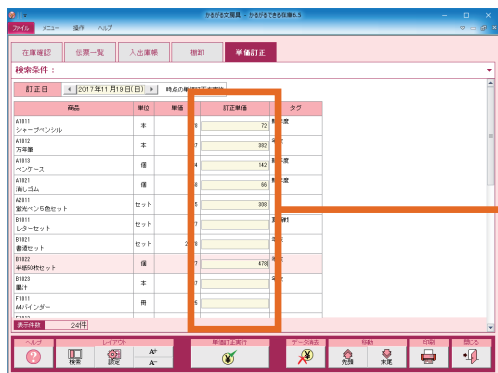 かるがる文房具 - かるがるできる在庫6.5
ファイル メニュー 操作 ヘルプ
在庫確認 伝票一覧 入出庫帳 棚卸 単価訂正
検索条件：
訂正日 2017年11月19日(日)
商品 単位 単価 訂正単価 タグ
A1011
シャープペンシル 本 72
A1012
万年筆 本 382
A1013
ペンケース 個 142
A1021
消しゴム 個 66
A2011
蛍光ペン5色セット セット 308
B1011
レターセット セット
B1021
書道セット セット
B1022
半紙50枚セット 個 478
B1023
墨汁 本
F1011
A4バインダー 冊
表示件数 24件
ヘルプ レイアウト 単価訂正実行 データ消去 移動 印刷 閉じる
検索 設定 A+ A- 先頭 末尾